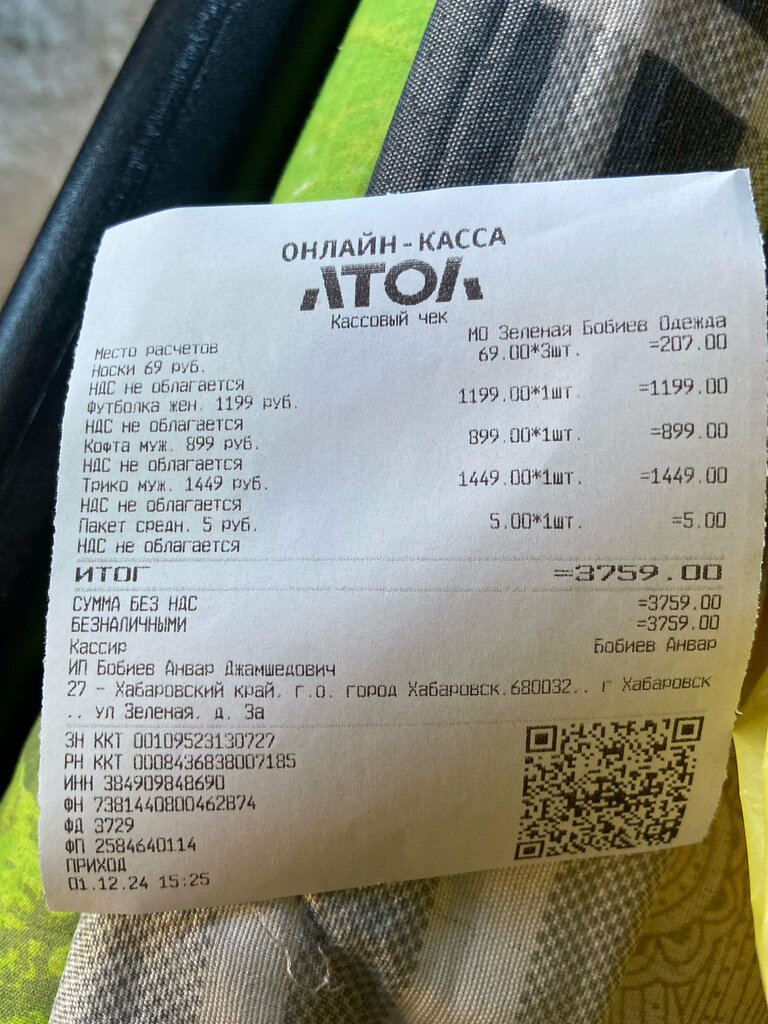 ОНЛАЙН-КАССА
АТОЛ
Кассовый чек
Место расчетов МО Зеленая Бобиев Одежда
Носки 69 руб. 69.00*3шт. =207.00
НДС не облагается
Футболка жен. 1199 руб. 1199.00*1шт. =1199.00
НДС не облагается
Кофта муж. 899 руб. 899.00*1шт. =899.00
НДС не облагается
Трико муж. 1449 руб. 1449.00*1шт. =1449.00
НДС не облагается
Пакет средн. 5 руб. 5.00*1шт. =5.00
НДС не облагается
ИТОГ =3759.00
СУММА БЕЗ НДС =3759.00
БЕЗНАЛИЧНЫМИ =3759.00
Кассир Бобиев Анвар
ИП Бобиев Анвар Джамшедович
27 - Хабаровский край, г.о. город Хабаровск,680032,, г Хабаровск
,, ул Зеленая, д. 3а
ЗН ККТ 00109523130727
РН ККТ 0008436838007185
ИНН 384909848690
ФН 7381440800462874
ФД 3729
ФП 2584640114
ПРИХОД
01.12.24 15:25